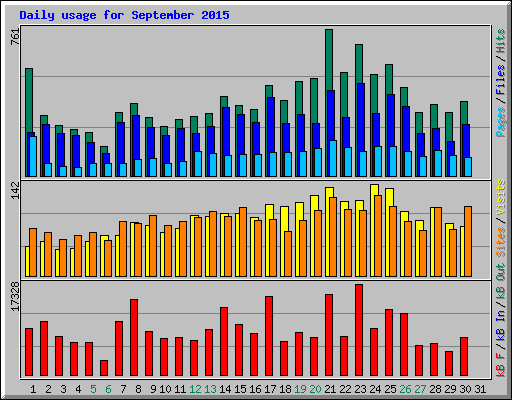 Daily usage for September 2015
761
Pages / Files / Hits
142
Sites / Visits
17328
kB F / kB In / kB Out
1 2 3 4 5 6 7 8 9 10 11 12 13 14 15 16 17 18 19 20 21 22 23 24 25 26 27 28 29 30 31